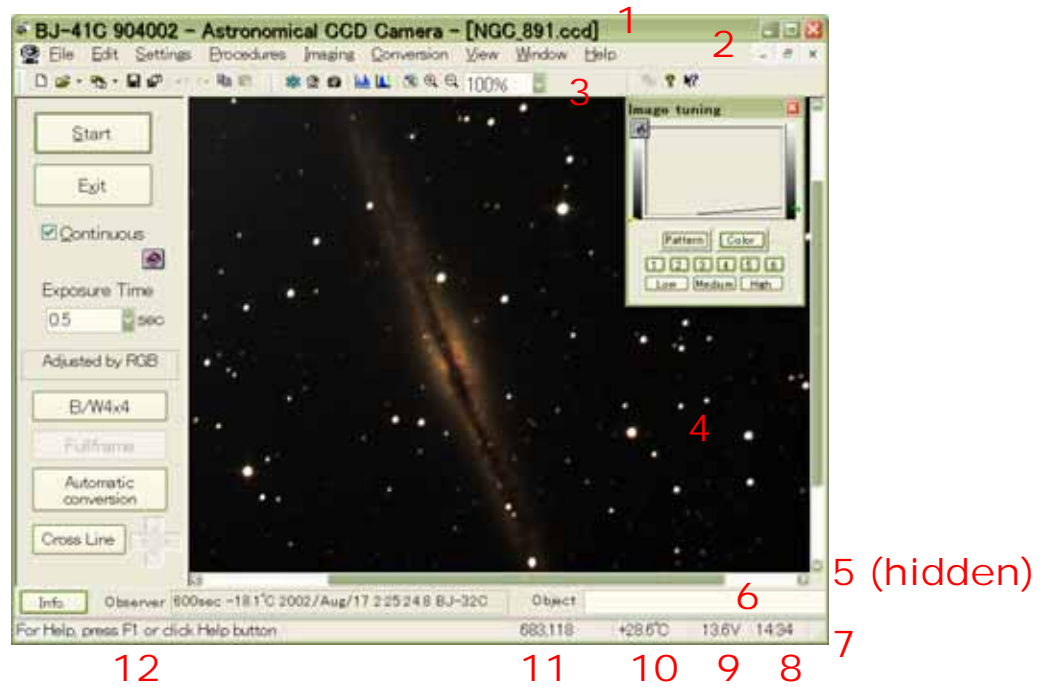 1
BJ-41C 904002 - Astronomical CCD Camera - [NGC_891.ccd]
2
File Edit Settings Procedures Imaging Conversion View Window Help
100%
3
Image tuning
Start
Exit
Continuous
Pattern Color
1 2 3 4 5 6
Low Medium High
Exposure Time
0.5 sec
Adjusted by RGB
B/W4x4
4
Fullframe
Automatic
conversion
Cross Line
5 (hidden)
Info Observer 600sec -18.1℃ 2002/Aug/17 2:25:24.8 BJ-32C Object
6
For Help, press F1 or click Help button 683,118 +28.6℃ 13.6V 14:34
7
12 11 10 9 8